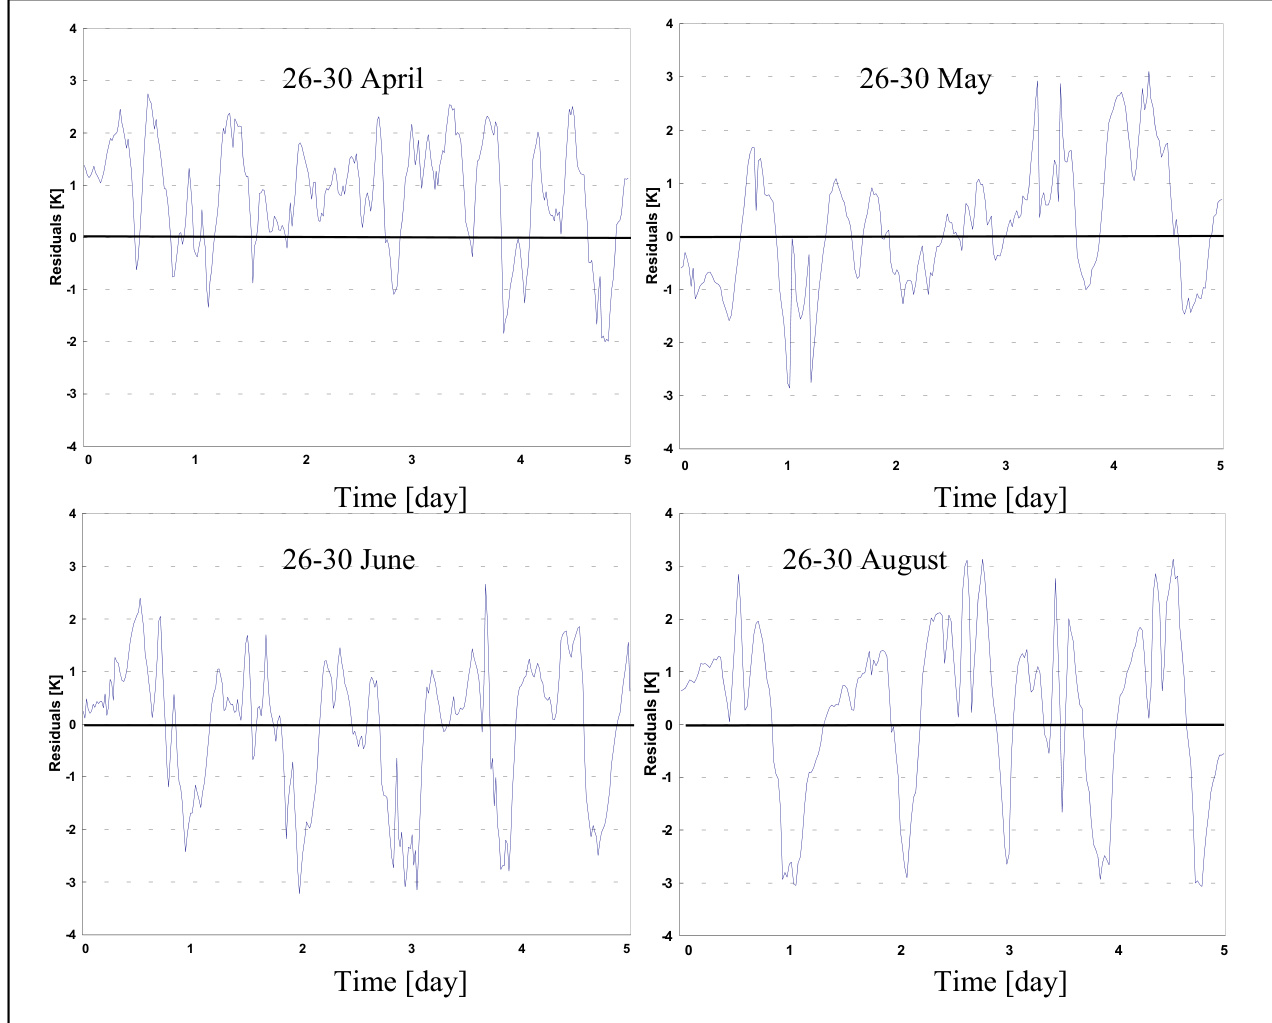 26-30 April
Residuals [K]
4
3
2
1
0
-1
-2
-3
-4
0 1 2 3 4 5
Time [day]
26-30 May
Residuals [K]
4
3
2
1
0
-1
-2
-3
-4
0 1 2 3 4 5
Time [day]
26-30 June
Residuals [K]
4
3
2
1
0
-1
-2
-3
-4
0 1 2 3 4 5
Time [day]
26-30 August
Residuals [K]
4
3
2
1
0
-1
-2
-3
-4
0 1 2 3 4 5
Time [day]